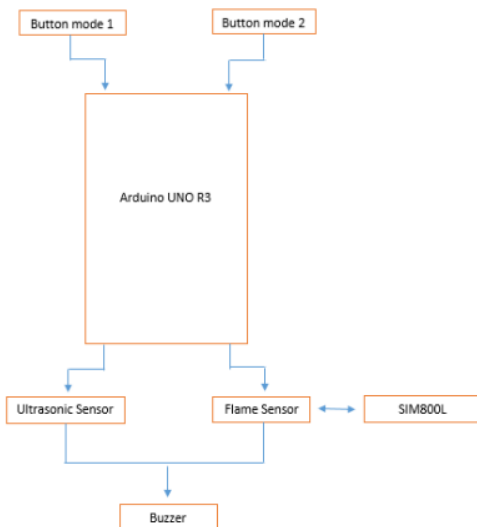 Button mode 1
Button mode 2
Arduino UNO R3
Ultrasonic Sensor
Flame Sensor
SIM800L
Buzzer